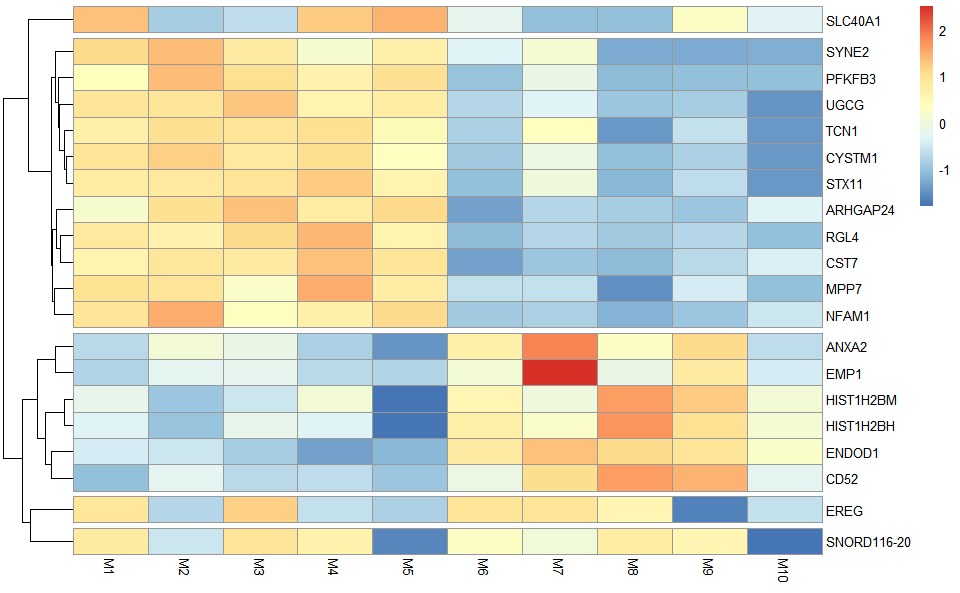 SLC40A1
SYNE2
PFKFB3
UGCG
TCN1
CYSTM1
STX11
ARHGAP24
RGL4
CST7
MPP7
NFAM1
ANXA2
EMP1
HIST1H2BM
HIST1H2BH
ENDOD1
CD52
EREG
SNORD116-20
M1 M2 M3 M4 M5 M6 M7 M8 M9 M10
2
1
0
-1